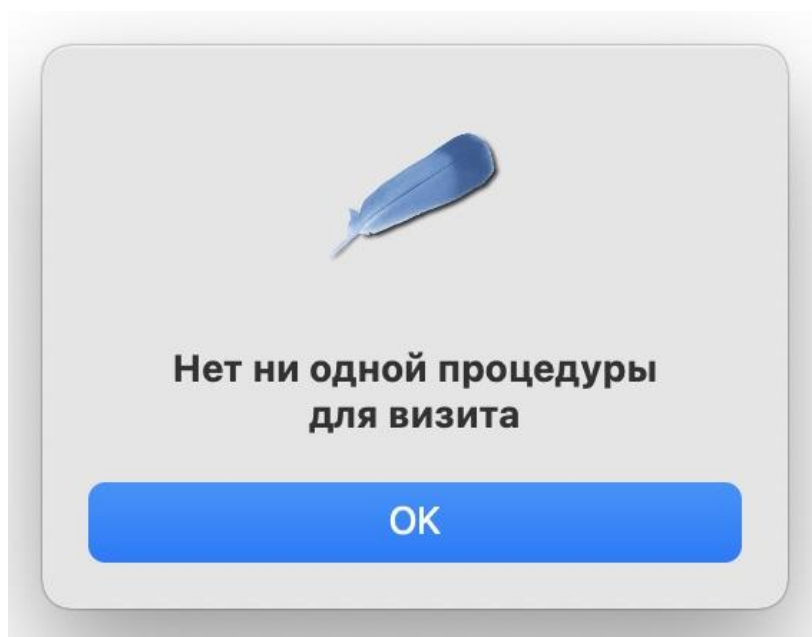 Нет ни одной процедуры
для визита
OK